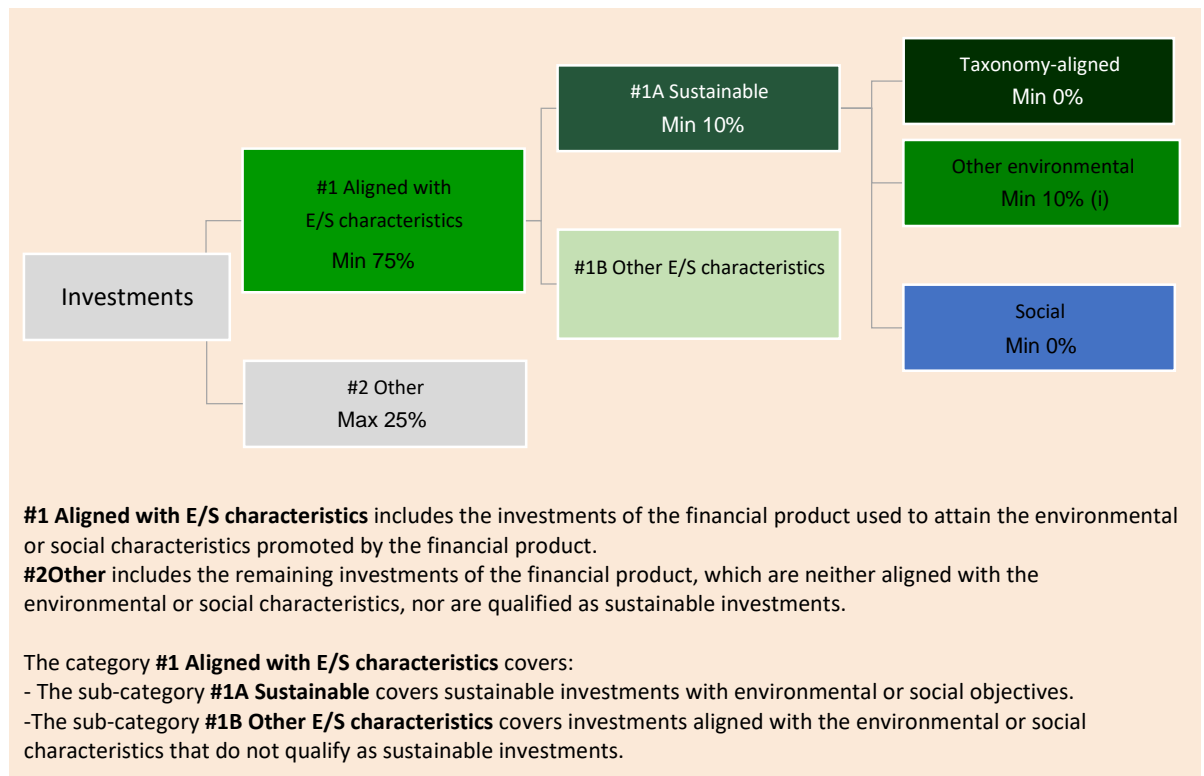 Investments
#1 Aligned with
E/S characteristics
Min 75%
#2 Other
Max 25%
#1A Sustainable
Min 10%
#1B Other E/S characteristics
Taxonomy-aligned
Min 0%
Other environmental
Min 10% (i)
Social
Min 0%
#1 Aligned with E/S characteristics includes the investments of the financial product used to attain the environmental
or social characteristics promoted by the financial product.
#2Other includes the remaining investments of the financial product, which are neither aligned with the
environmental or social characteristics, nor are qualified as sustainable investments.
The category #1 Aligned with E/S characteristics covers:
- The sub-category #1A Sustainable covers sustainable investments with environmental or social objectives.
-The sub-category #1B Other E/S characteristics covers investments aligned with the environmental or social
characteristics that do not qualify as sustainable investments.